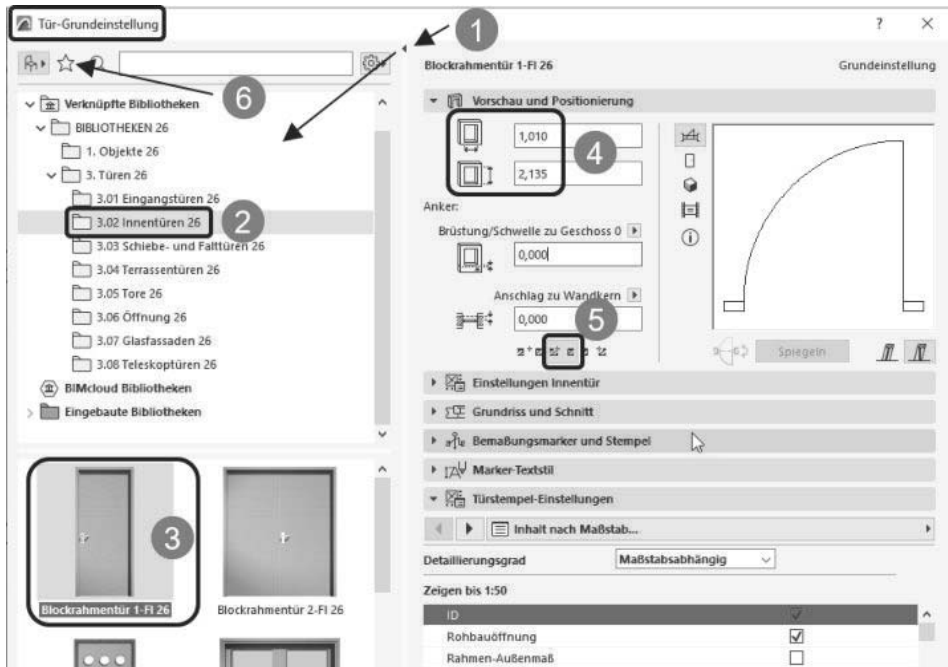 Tür-Grundeinstellung
?
1
6
Verknüpfte Bibliotheken
BIBLIOTHEKEN 26
1. Objekte 26
3. Türen 26
3.01 Eingangstüren 26
3.02 Innentüren 26
2
3.03 Schiebe- und Falttüren 26
3.04 Terrassentüren 26
3.05 Tore 26
3.06 Öffnung 26
3.07 Glasfassaden 26
3.08 Teleskoptüren 26
BIMcloud Bibliotheken
Eingebaute Bibliotheken
3
Blockrahmentür 1-Fl 26
Blockrahmentür 2-Fl 26
Blockrahmentür 1-Fl 26
Grundeinstellung
Vorschau und Positionierung
1,010
4
2,135
Anker:
Brüstung/Schwelle zu Geschoss 0
0,000
Anschlag zu Wandkern
0,000
5
Spiegeln
Einstellungen Innentür
Grundriss und Schnitt
Bemaßungsmarker und Stempel
Marker-Textstil
Türstempel-Einstellungen
Inhalt nach Maßstab...
Detaillierungsgrad
Maßstabsabhängig
Zeigen bis 1:50
ID
Rohbauöffnung
Rahmen-Außenmaß